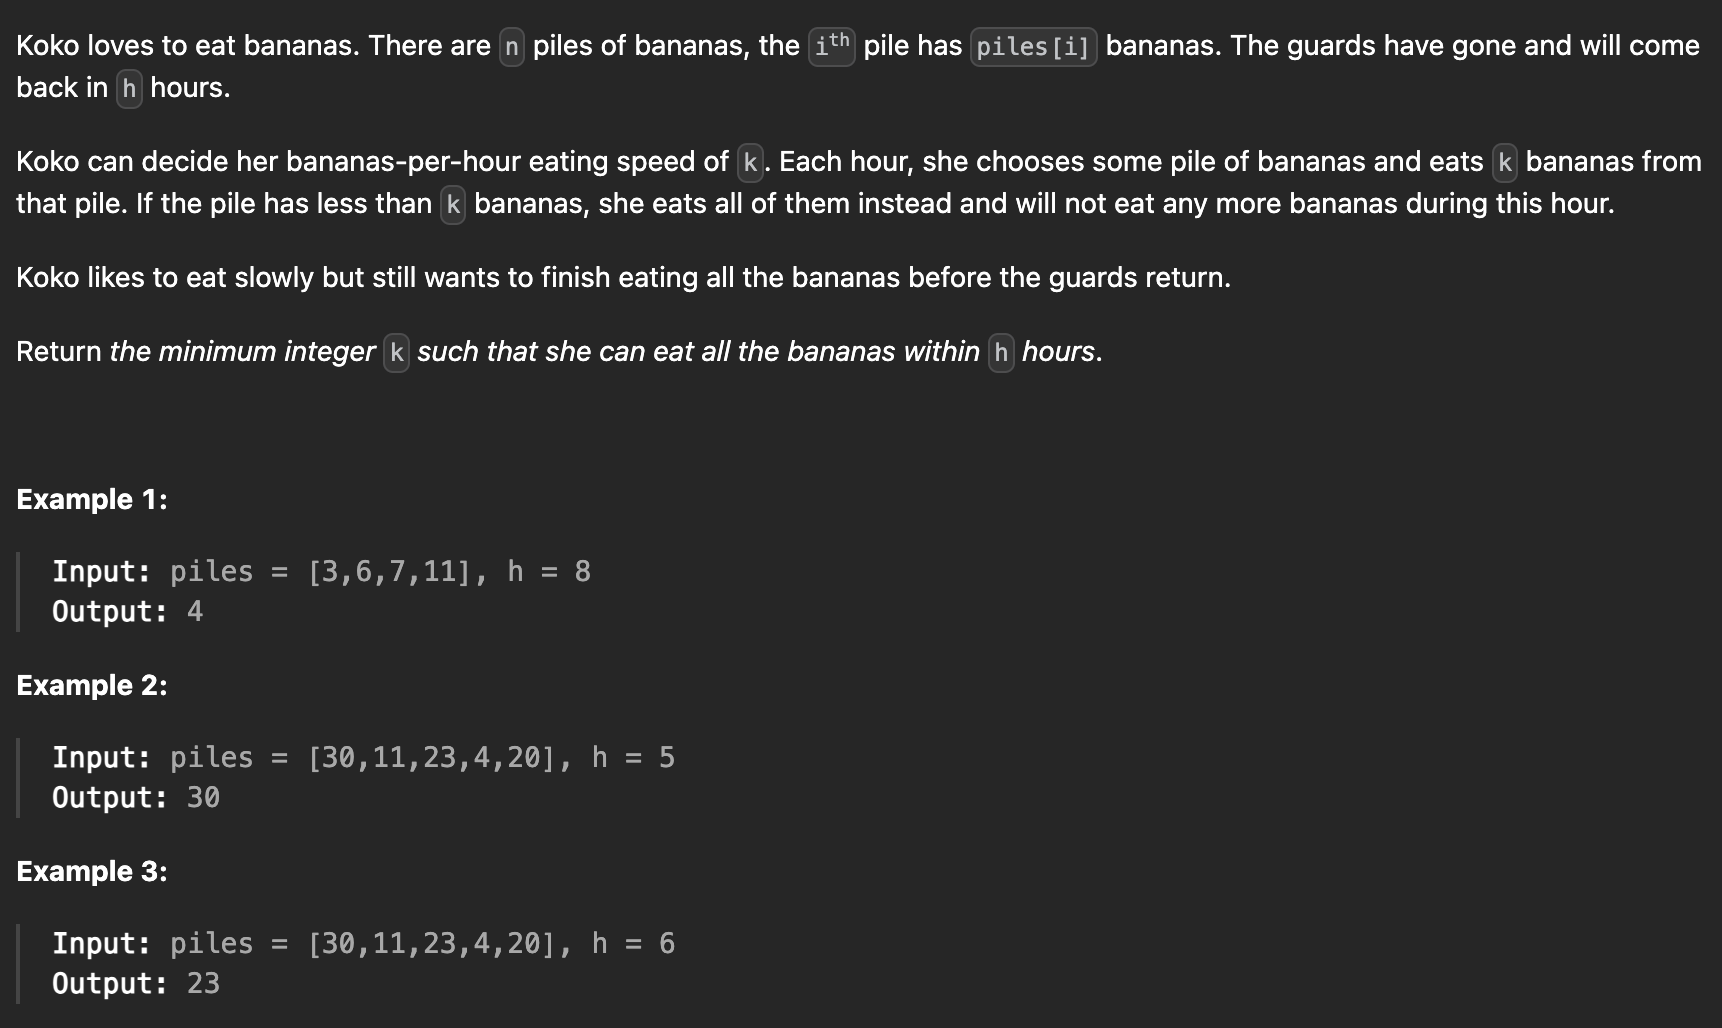 Koko loves to eat bananas. There are n piles of bananas, the ith pile has piles[i] bananas. The guards have gone and will come
back in h hours.
Koko can decide her bananas-per-hour eating speed of k. Each hour, she chooses some pile of bananas and eats k bananas from
that pile. If the pile has less than k bananas, she eats all of them instead and will not eat any more bananas during this hour.
Koko likes to eat slowly but still wants to finish eating all the bananas before the guards return.
Return the minimum integer k such that she can eat all the bananas within h hours.
Example 1:
Input: piles = [3,6,7,11], h = 8
Output: 4
Example 2:
Input: piles = [30,11,23,4,20], h = 5
Output: 30
Example 3:
Input: piles = [30,11,23,4,20], h = 6
Output: 23